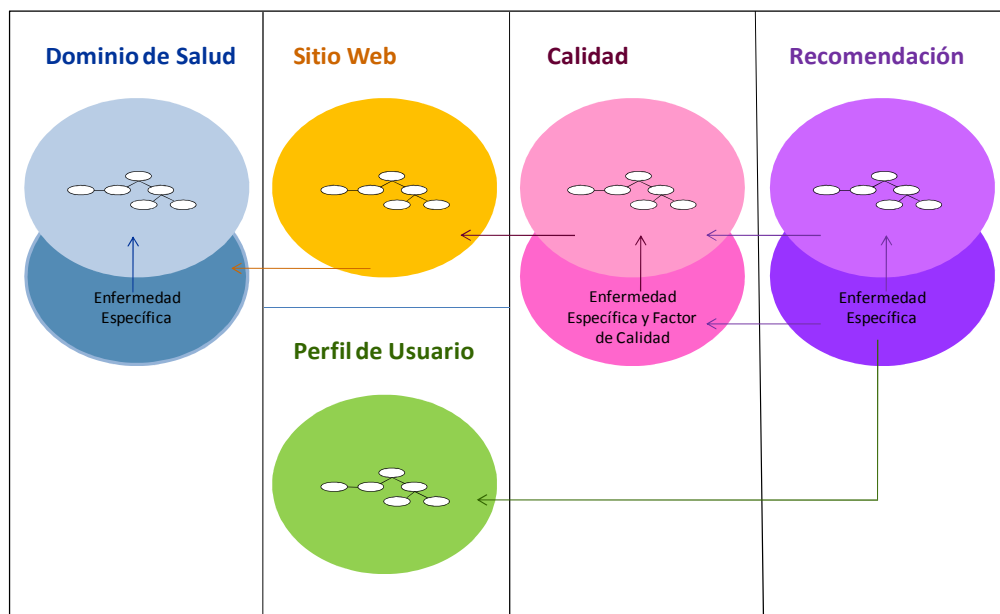 Dominio de Salud
Sitio Web
Calidad
Recomendación
Enfermedad
Específica
Enfermedad
Específica y Factor
de Calidad
Enfermedad
Específica
Perfil de Usuario